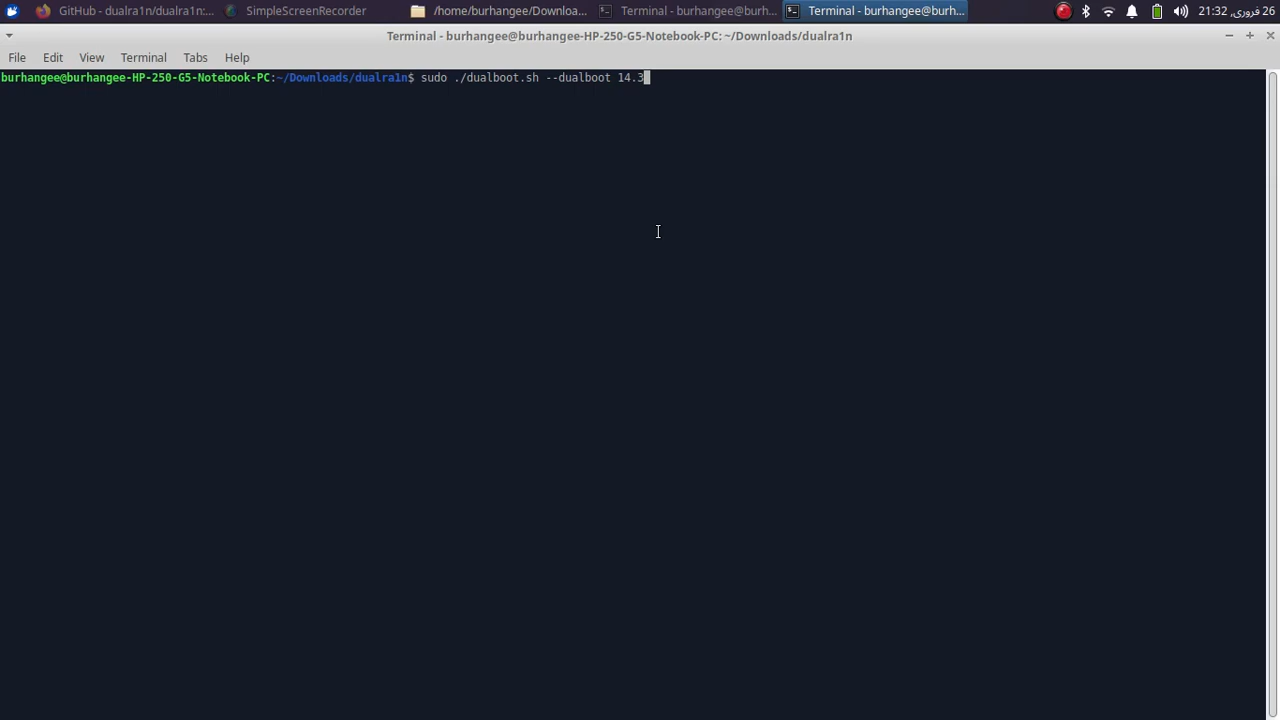 GitHub - dualra1n/dualra1n:... SimpleScreenRecorder /home/burhangee/Downloa... Terminal - burhangee@burh... Terminal - burhangee@burh... 26 فروری, 21:32
Terminal - burhangee@burhangee-HP-250-G5-Notebook-PC: ~/Downloads/dualra1n
File Edit View Terminal Tabs Help
burhangee@burhangee-HP-250-G5-Notebook-PC:~/Downloads/dualra1n$ sudo ./dualboot.sh --dualboot 14.3